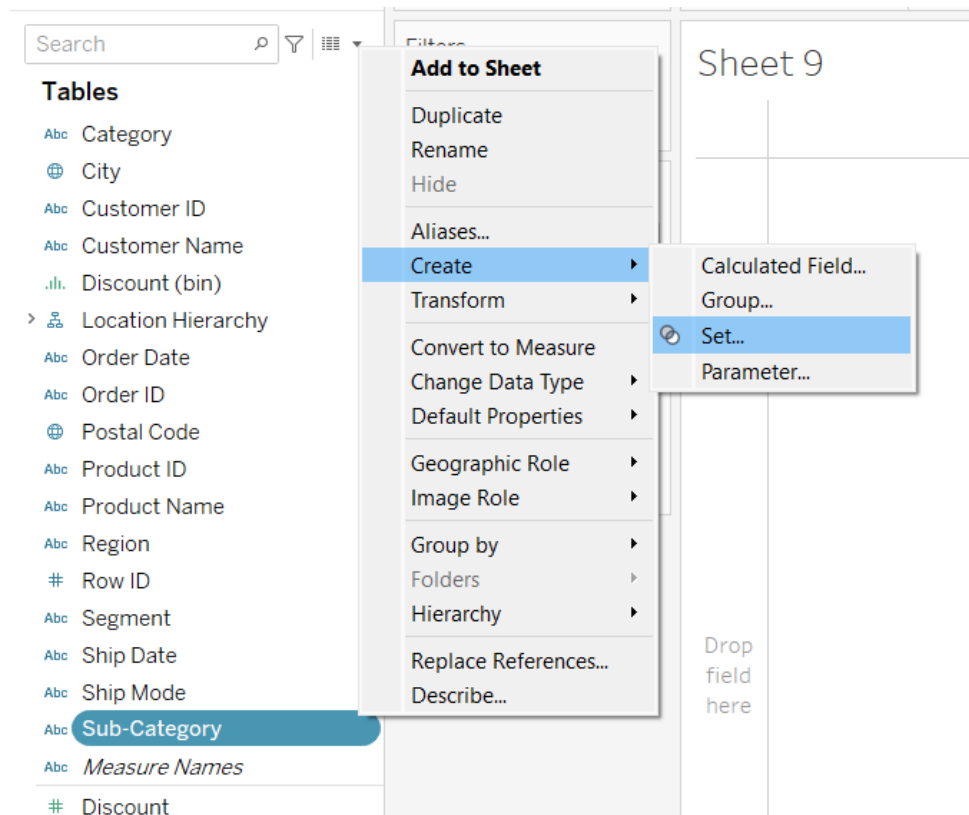 Search
Tables
Abc Category
City
Abc Customer ID
Abc Customer Name
Discount (bin)
Location Hierarchy
Abc Order Date
Abc Order ID
Postal Code
Abc Product ID
Abc Product Name
Abc Region
# Row ID
Abc Segment
Abc Ship Date
Abc Ship Mode
Abc Sub-Category
Abc Measure Names
# Discount
Filters
Add to Sheet
Duplicate
Rename
Hide
Aliases...
Create
Transform
Convert to Measure
Change Data Type
Default Properties
Geographic Role
Image Role
Group by
Folders
Hierarchy
Replace References...
Describe...
Calculated Field...
Group...
Set...
Parameter...
Sheet 9
Drop
field
here